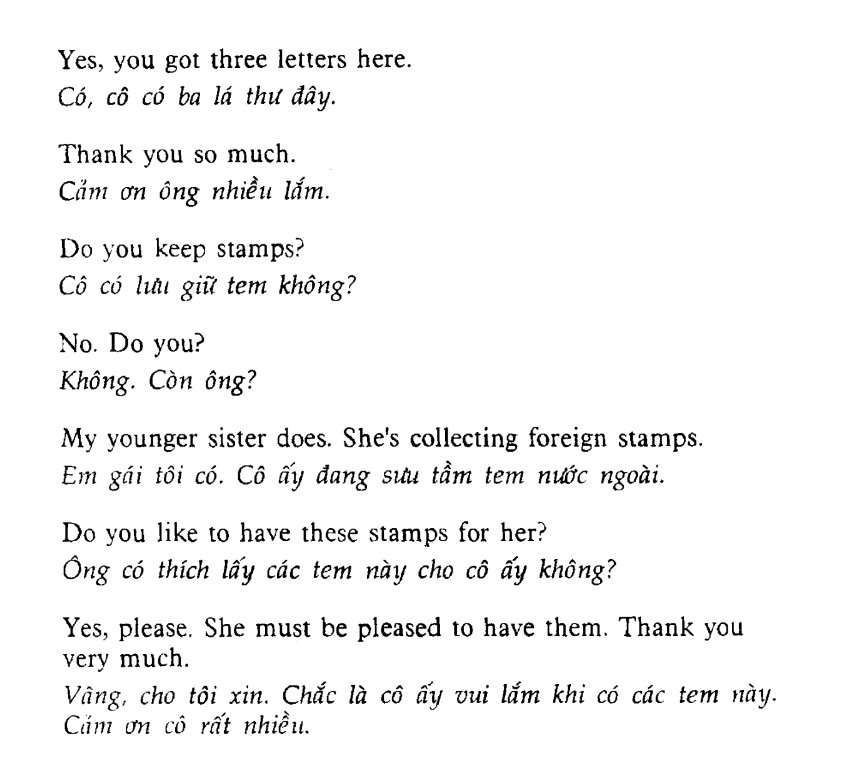 Yes, you got three letters here.
Có, cô có ba lá thư đây.
Thank you so much.
Cảm ơn ông nhiều lắm.
Do you keep stamps?
Cô có lưu giữ tem không?
No. Do you?
Không. Còn ông?
My younger sister does. She's collecting foreign stamps.
Em gái tôi có. Cô ấy đang sưu tầm tem nước ngoài.
Do you like to have these stamps for her?
Ông có thích lấy các tem này cho cô ấy không?
Yes, please. She must be pleased to have them. Thank you
very much.
Vâng, cho tôi xin. Chắc là cô ấy vui lắm khi có các tem này.
Cảm ơn cô rất nhiều.